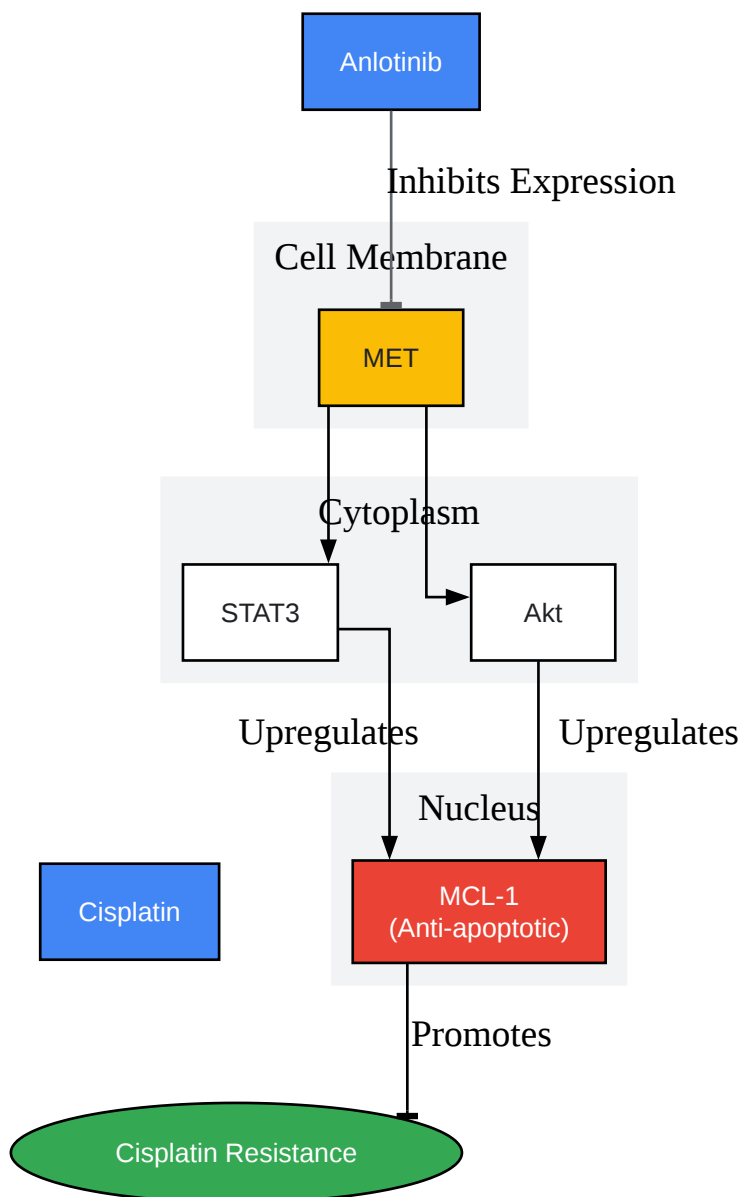 Anlotinib
Inhibits Expression
Cell Membrane
MET
Cytoplasm
STAT3
Akt
Upregulates
Upregulates
Nucleus
Cisplatin
MCL-1
(Anti-apoptotic)
Promotes
Cisplatin Resistance